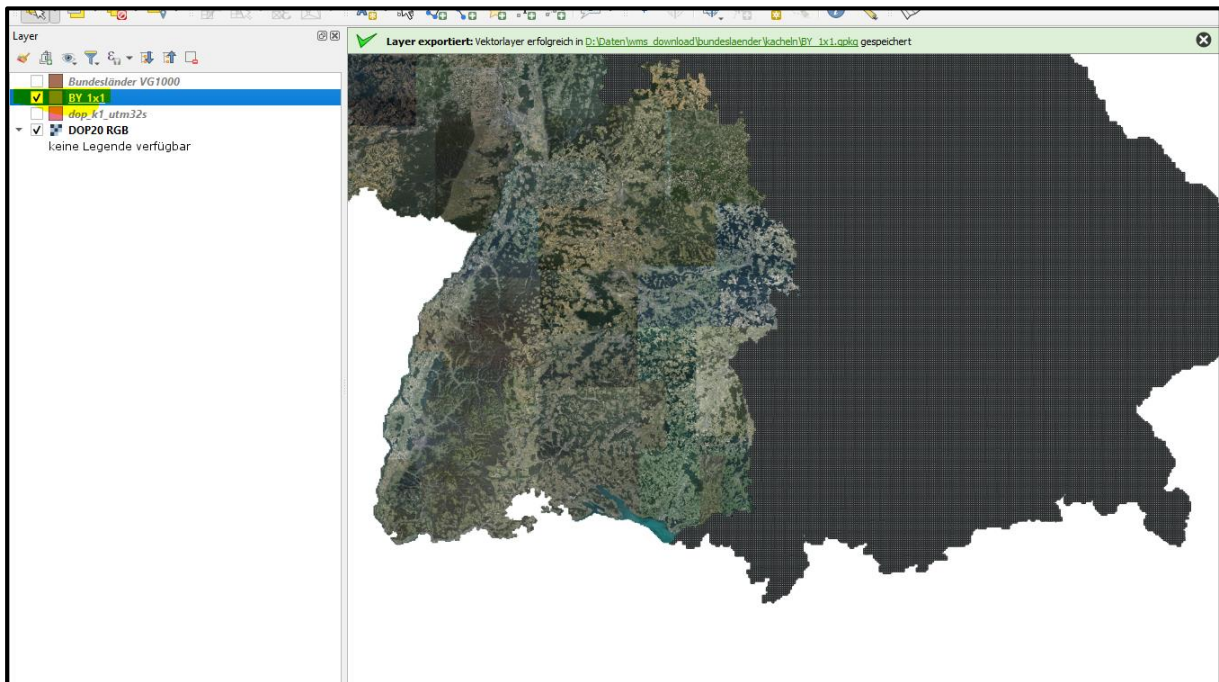 Layer
Layer exportiert: Vektorlayer erfolgreich in D:\Daten\wms_download\bundeslaender\kacheln\BY_1x1.gpkg gespeichert
Bundesländer VG1000
BY_1x1
dop_k1_utm32s
DOP20 RGB
keine Legende verfügbar